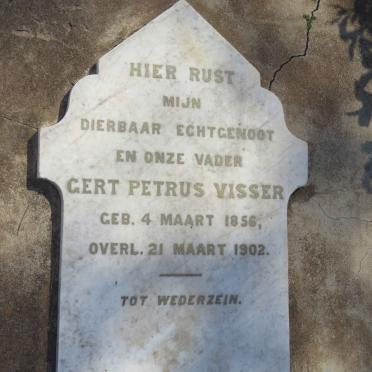 HIER RUST
MIJN
DIERBAAR ECHTGENOOT
EN ONZE VADER
GERT PETRUS VISSER
GEB. 4 MAART 1856,
OVERL. 21 MAART 1902.
TOT WEDERZEIN.